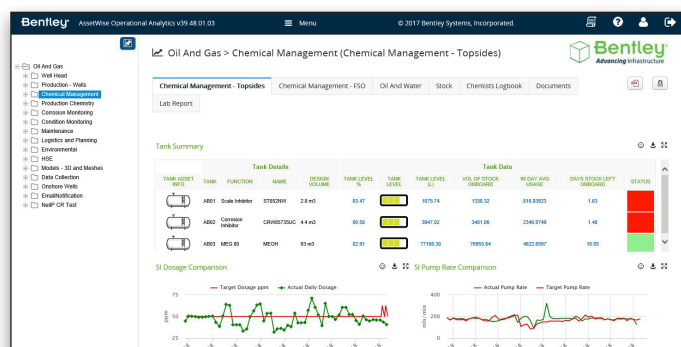 Bentley AssetWise Operational Analytics v39.48.01.03 Menu © 2017 Bentley Systems, Incorporated.
Oil And Gas
Well Head
Production - Wells
Chemical Management
Production Chemistry
Corrosion Monitoring
Condition Monitoring
Maintenance
Logistics and Planning
Environmental
HSE
Models - 3D and Meshes
Data Collection
Onshore Wells
EmailNotification
NeilP CR Test
Oil And Gas > Chemical Management (Chemical Management - Topsides)
Bentley
Advancing Infrastructure
Chemical Management - Topsides Chemical Management - FSO Oil And Water Stock Chemists Logbook Documents
Lab Report
Tank Summary
Tank Details Tank Data
TANK ASSET INFO TANK FUNCTION NAME DESIGN VOLUME TANK LEVEL % TANK LEVEL TANK LEVEL (L) VOL OF STOCK ONBOARD 90 DAY AVG USAGE DAYS STOCK LEFT ONBOARD STATUS
AB01 Scale Inhibitor ST852NW 2.0 m3 83.47 1675.74 1330.32 816.83923 1.63
AB02 Corrosion Inhibitor 4.4 m3 90.56 3947.02 3481.06 2346.9749 1.48
AB03 MEG 80 MEOH 93 m3 82.91 77108.30 76955.64 4622.6597 16.65
SI Dosage Comparison SI Pump Rate Comparison
Target Dosage ppm Actual Daily Dosage Actual Pump Rate Target Pump Rate
75 400
ppm 50 mls/min 200
25 0